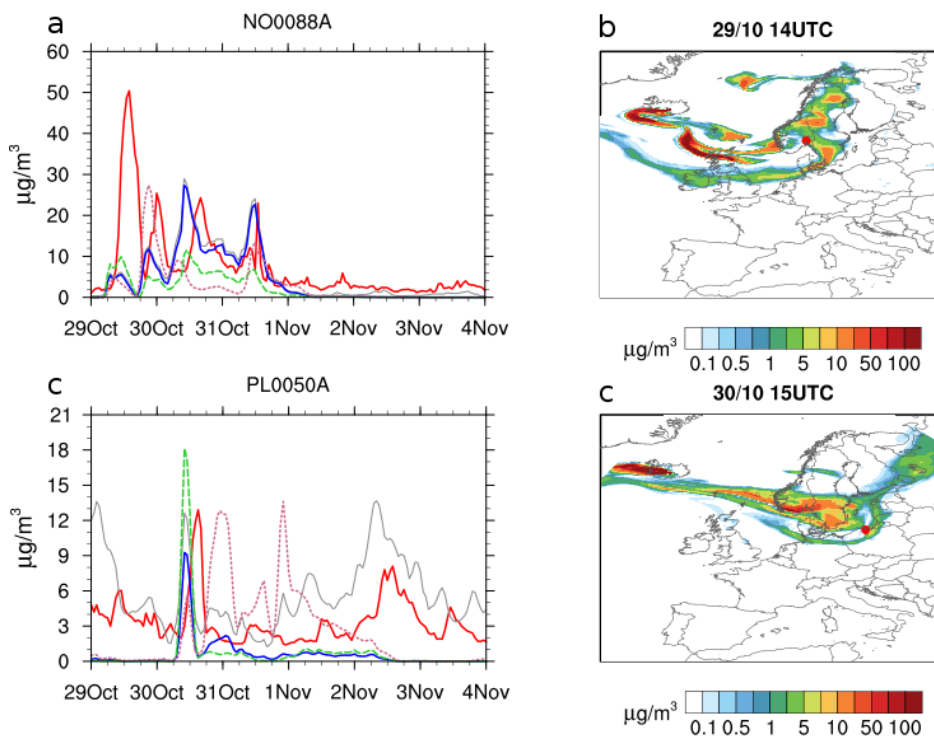 a NO0088A
60
50
40
30
20
10
0
μg/m³
29Oct 30Oct 31Oct 1Nov 2Nov 3Nov 4Nov
b 29/10 14UTC
μg/m³
0.1 0.5 1 5 10 50 100
c PL0050A
21
18
15
12
9
6
3
0
μg/m³
29Oct 30Oct 31Oct 1Nov 2Nov 3Nov 4Nov
c 30/10 15UTC
μg/m³
0.1 0.5 1 5 10 50 100